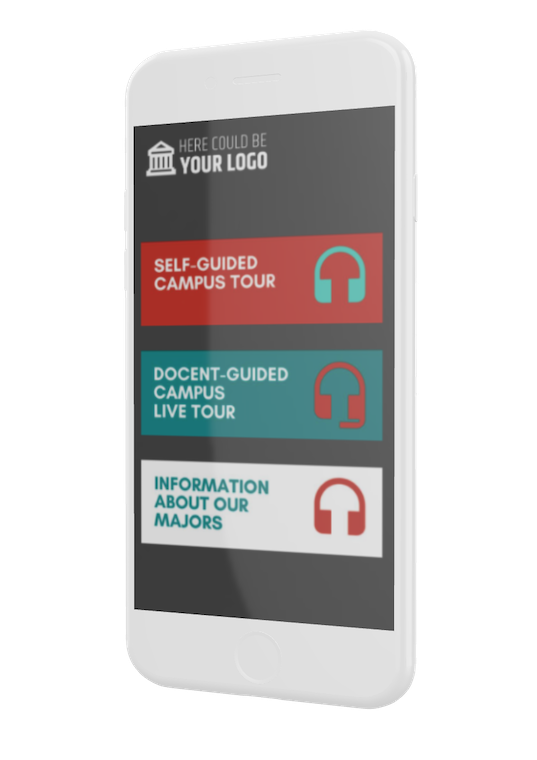 HERE COULD BE
YOUR LOGO
SELF-GUIDED
CAMPUS TOUR
DOCENT-GUIDED
CAMPUS
LIVE TOUR
INFORMATION
ABOUT OUR
MAJORS